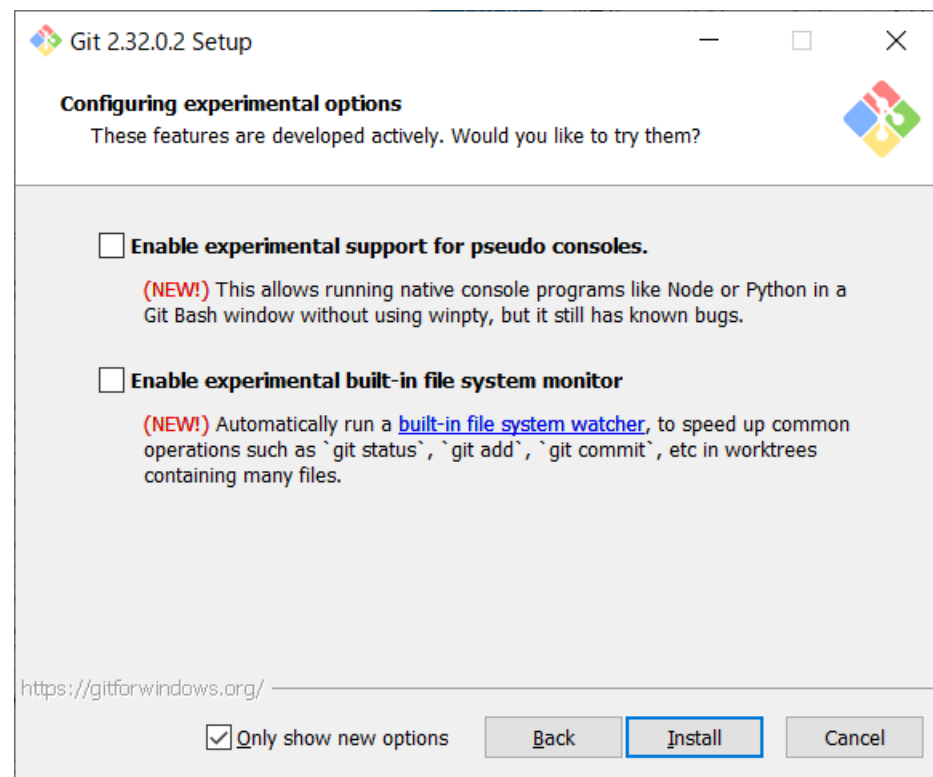 Git 2.32.0.2 Setup
Configuring experimental options
These features are developed actively. Would you like to try them?
Enable experimental support for pseudo consoles.
(NEW!) This allows running native console programs like Node or Python in a
Git Bash window without using winpty, but it still has known bugs.
Enable experimental built-in file system monitor
(NEW!) Automatically run a built-in file system watcher, to speed up common
operations such as `git status`, `git add`, `git commit`, etc in worktrees
containing many files.
https://gitforwindows.org/
Only show new options
Back
Install
Cancel